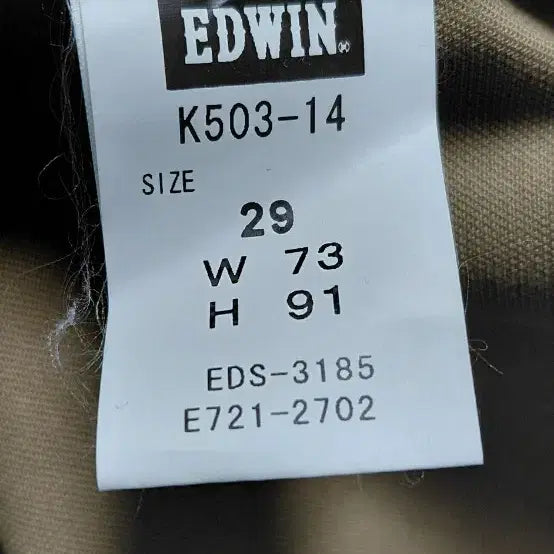 EDWIN®
K503-14
SIZE
29
W 73
H 91
EDS-3185
E721-2702